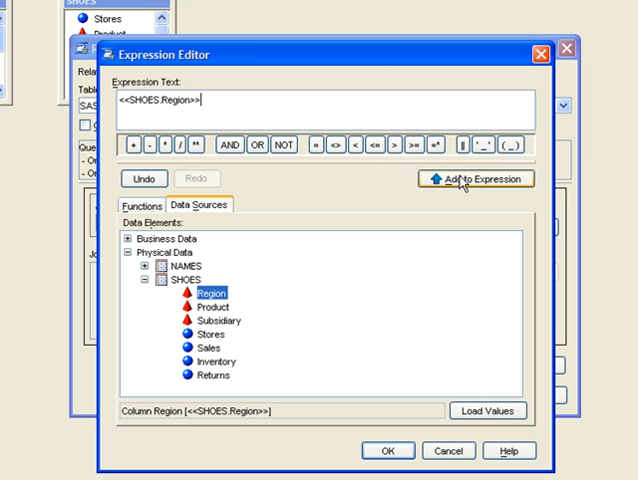 SHOES
Stores
Product
Expression Editor
Expression Text:
<<SHOES.Region>>
+ - * / ** AND OR NOT = <> < <= > >= =* || '_' (_)
Undo Redo Add to Expression
Functions Data Sources
Data Elements:
Business Data
Physical Data
NAMES
SHOES
Region
Product
Subsidiary
Stores
Sales
Inventory
Returns
Column Region [<<SHOES.Region>>] Load Values
OK Cancel Help
Rela
Table
SAS
Que
- Or
- Or
Jo